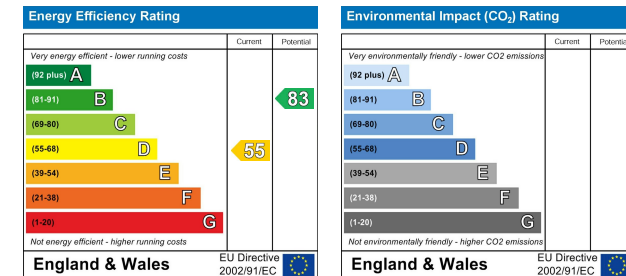 Energy Efficiency Rating
Current Potential
Very energy efficient - lower running costs
(92 plus) A
(81-91) B
83
(69-80) C
(55-68) D
55
(39-54) E
(21-38) F
(1-20) G
Not energy efficient - higher running costs
England & Wales
EU Directive
2002/91/EC
Environmental Impact (CO2) Rating
Current Potential
Very environmentally friendly - lower CO2 emissions
(92 plus) A
(81-91) B
(69-80) C
(55-68) D
(39-54) E
(21-38) F
(1-20) G
Not environmentally friendly - higher CO2 emissions
England & Wales
EU Directive
2002/91/EC